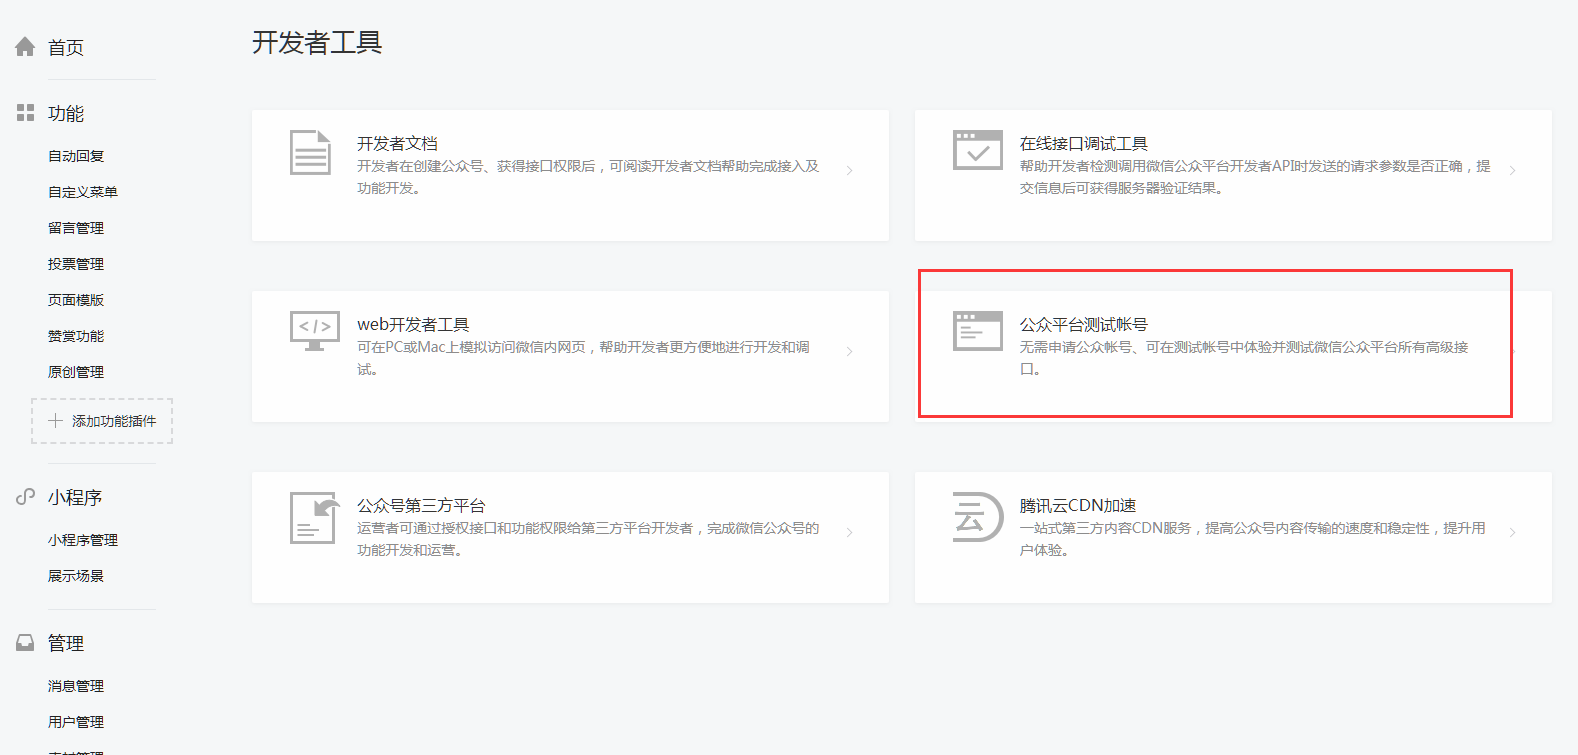 首页
功能
自动回复
自定义菜单
留言管理
投票管理
页面模版
赞赏功能
原创管理
添加功能插件
小程序
小程序管理
展示场景
管理
消息管理
用户管理
素材管理
开发者工具
开发者文档
开发者在创建公众号、获得接口权限后，可阅读开发者文档帮助完成接入及
功能开发。
在线接口调试工具
帮助开发者检测调用微信公众平台开发者API时发送的请求参数是否正确，提
交信息后可获得服务器验证结果。
web开发者工具
可在PC或Mac上模拟访问微信内网页，帮助开发者更方便地进行开发和调
试。
公众平台测试帐号
无需申请公众帐号、可在测试帐号中体验并测试微信公众平台所有高级接
口。
公众号第三方平台
运营者可通过授权接口和功能权限给第三方平台开发者，完成微信公众号的
功能开发和运营。
云
腾讯云CDN加速
一站式第三方内容CDN服务，提高公众号内容传输的速度和稳定性，提升用
户体验。